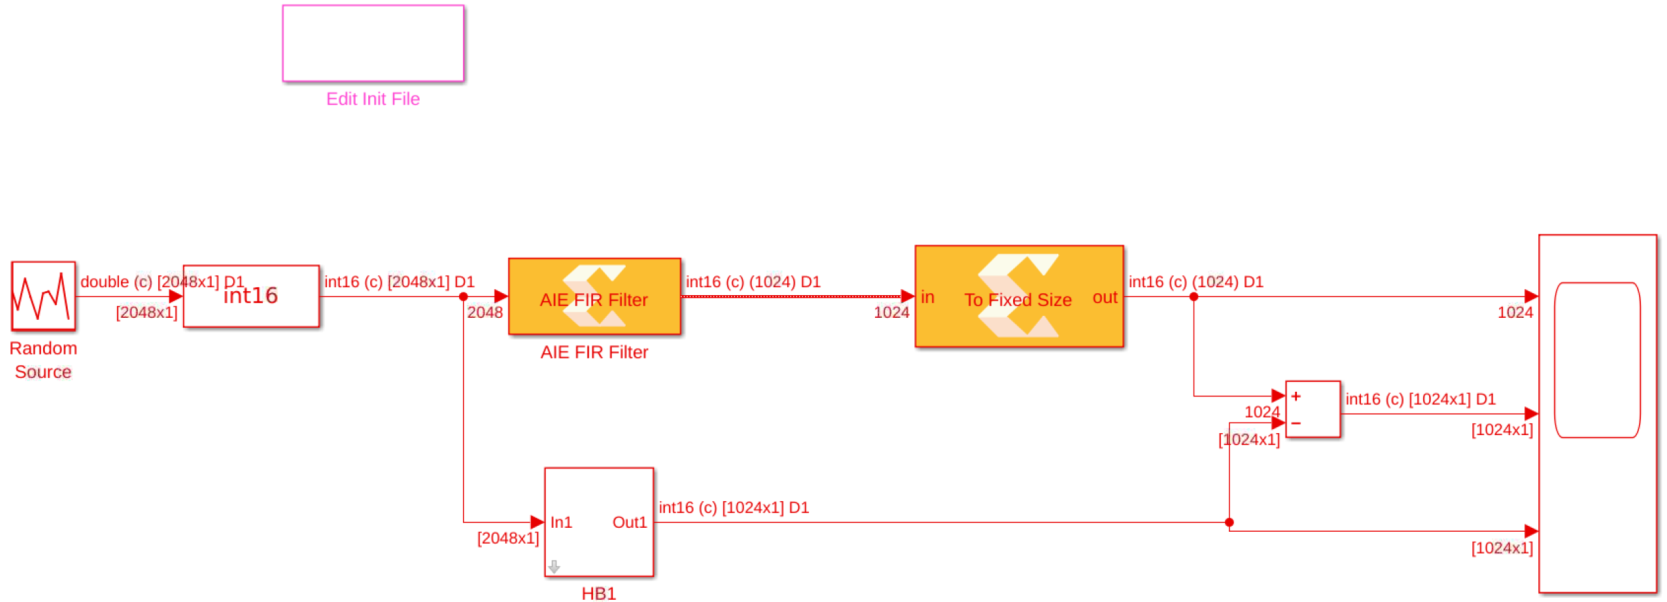 Edit Init File
double (c) [2048x1] D1
[2048x1]
int16
Random
Source
int16 (c) [2048x1] D1
2048
AIE FIR Filter
AIE FIR Filter
int16 (c) (1024) D1
1024
in
To Fixed Size
out
int16 (c) (1024) D1
1024
+
1024
−
[1024x1]
int16 (c) [1024x1] D1
[1024x1]
[2048x1]
In1
Out1
HB1
int16 (c) [1024x1] D1
[1024x1]